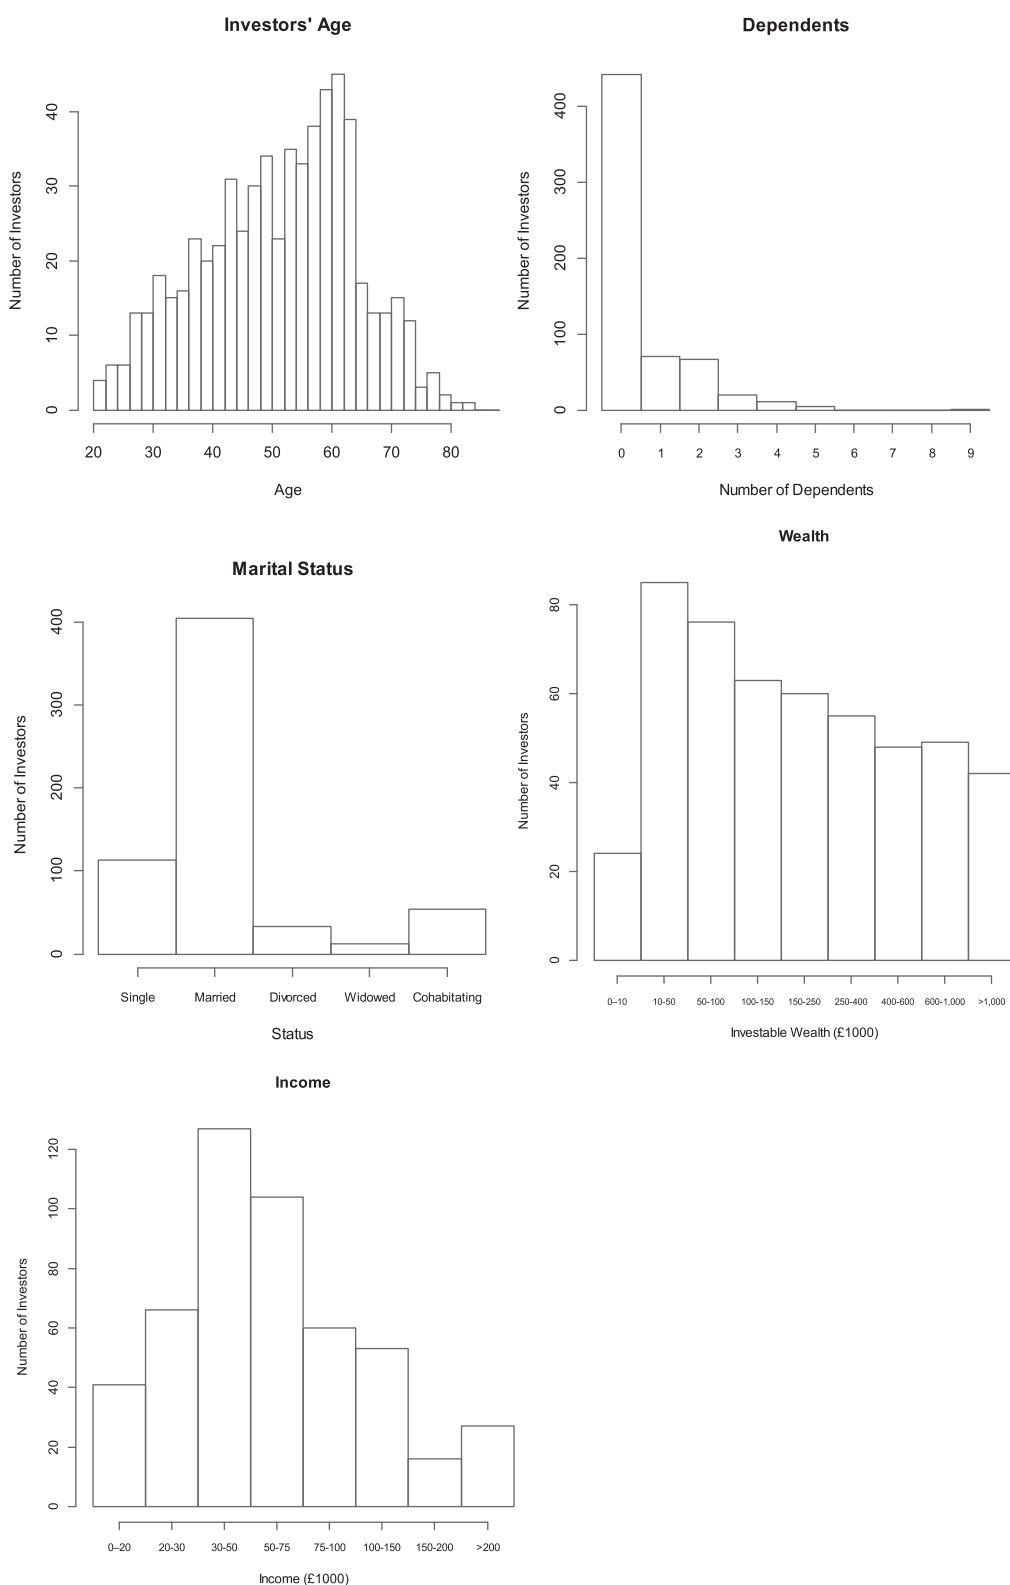 Investors' Age
Number of Investors
0
10
20
30
40
20 30 40 50 60 70 80
Age
Dependents
Number of Investors
0
100
200
300
400
0 1 2 3 4 5 6 7 8 9
Number of Dependents
Marital Status
Number of Investors
0
100
200
300
400
Single Married Divorced Widowed Cohabitating
Status
Wealth
Number of Investors
0
20
40
60
80
0–10 10-50 50-100 100-150 150-250 250-400 400-600 600-1,000 >1,000
Investable Wealth (£1000)
Income
Number of Investors
0
20
40
60
80
100
120
0–20 20-30 30-50 50-75 75-100 100-150 150-200 >200
Income (£1000)